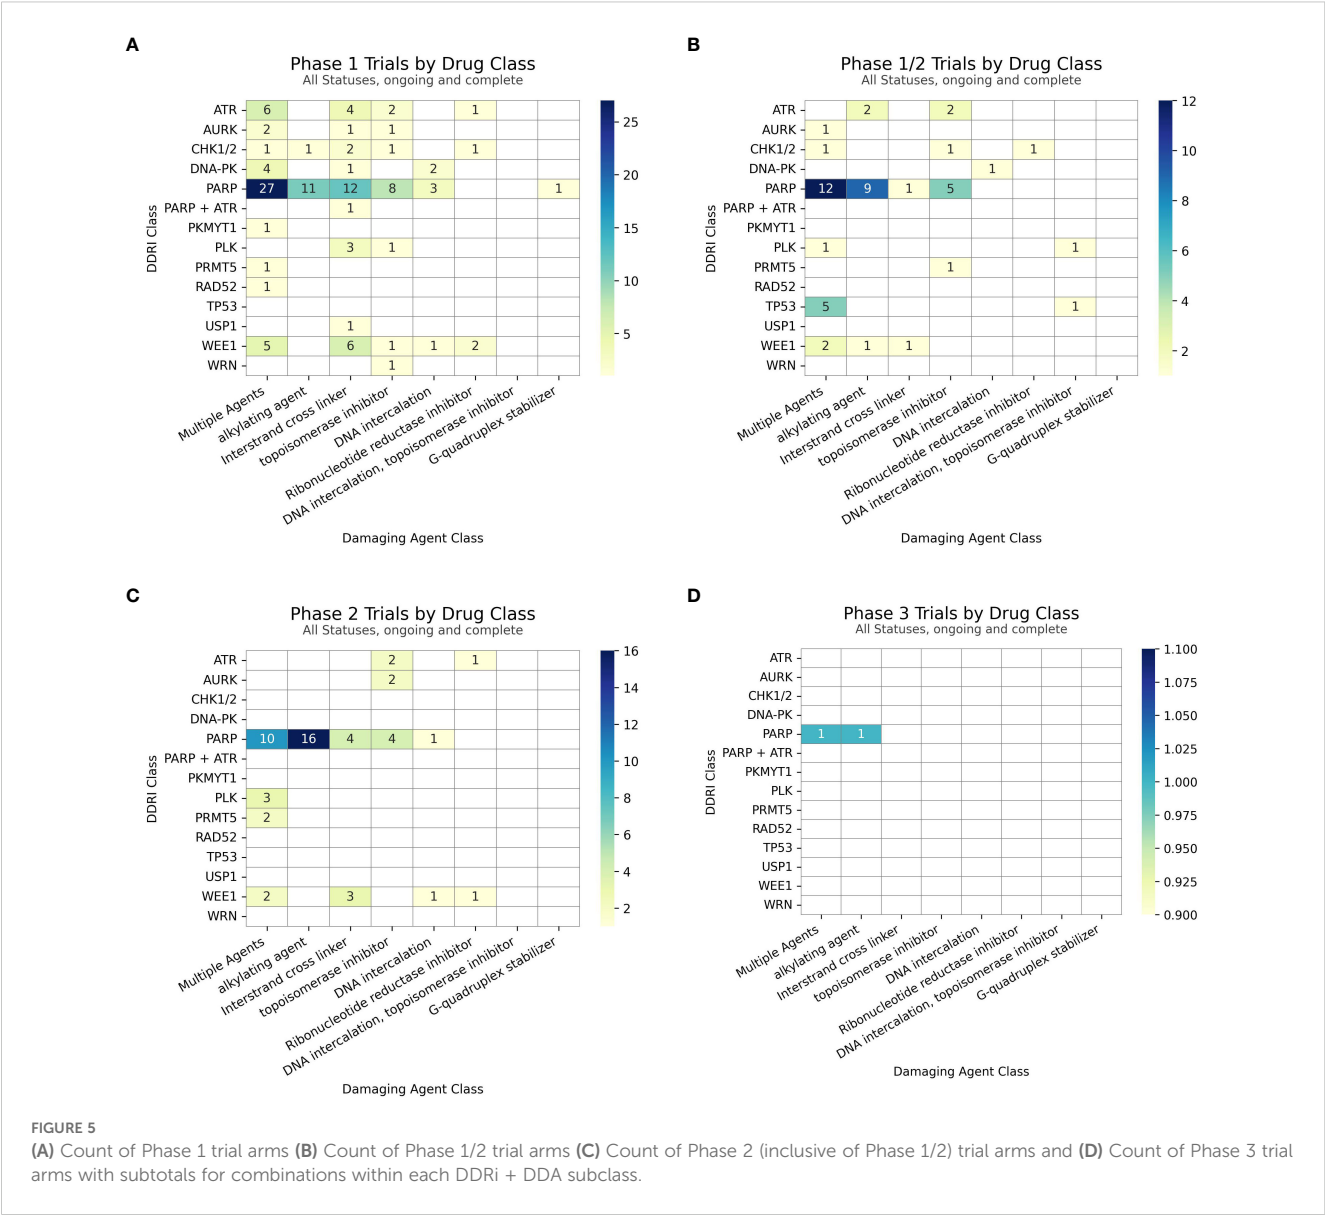 A
Phase 1 Trials by Drug Class
All Statuses, ongoing and complete
DDRI Class
ATR 6 4 2 1
AURK 2 1 1
CHK1/2 1 1 2 1 1
DNA-PK 4 1 2
PARP 27 11 12 8 3 1
PARP + ATR 1
PKMYT1 1
PLK 3 1
PRMT5 1
RAD52 1
TP53
USP1 1
WEE1 5 6 1 1 2
WRN 1
25
20
15
10
5
Multiple Agents
alkylating agent
Interstrand cross linker
topoisomerase inhibitor
DNA intercalation
Ribonucleotide reductase inhibitor
DNA intercalation, topoisomerase inhibitor
G-quadruplex stabilizer
Damaging Agent Class
B
Phase 1/2 Trials by Drug Class
All Statuses, ongoing and complete
DDRI Class
ATR 2 2
AURK 1
CHK1/2 1 1 1
DNA-PK 1
PARP 12 9 1 5
PARP + ATR
PKMYT1
PLK 1 1
PRMT5 1
RAD52
TP53 5 1
USP1
WEE1 2 1 1
WRN
12
10
8
6
4
2
Multiple Agents
alkylating agent
Interstrand cross linker
topoisomerase inhibitor
DNA intercalation
Ribonucleotide reductase inhibitor
DNA intercalation, topoisomerase inhibitor
G-quadruplex stabilizer
Damaging Agent Class
C
Phase 2 Trials by Drug Class
All Statuses, ongoing and complete
DDRI Class
ATR 2 1
AURK 2
CHK1/2
DNA-PK
PARP 10 16 4 4 1
PARP + ATR
PKMYT1
PLK 3
PRMT5 2
RAD52
TP53
USP1
WEE1 2 3 1 1
WRN
16
14
12
10
8
6
4
2
Multiple Agents
alkylating agent
Interstrand cross linker
topoisomerase inhibitor
DNA intercalation
Ribonucleotide reductase inhibitor
DNA intercalation, topoisomerase inhibitor
G-quadruplex stabilizer
Damaging Agent Class
D
Phase 3 Trials by Drug Class
All Statuses, ongoing and complete
DDRI Class
ATR
AURK
CHK1/2
DNA-PK
PARP 1 1
PARP + ATR
PKMYT1
PLK
PRMT5
RAD52
TP53
USP1
WEE1
WRN
1.100
1.075
1.050
1.025
1.000
0.975
0.950
0.925
0.900
Multiple Agents
alkylating agent
Interstrand cross linker
topoisomerase inhibitor
DNA intercalation
Ribonucleotide reductase inhibitor
DNA intercalation, topoisomerase inhibitor
G-quadruplex stabilizer
Damaging Agent Class
FIGURE 5
(A) Count of Phase 1 trial arms (B) Count of Phase 1/2 trial arms (C) Count of Phase 2 (inclusive of Phase 1/2) trial arms and (D) Count of Phase 3 trial
arms with subtotals for combinations within each DDRi + DDA subclass.